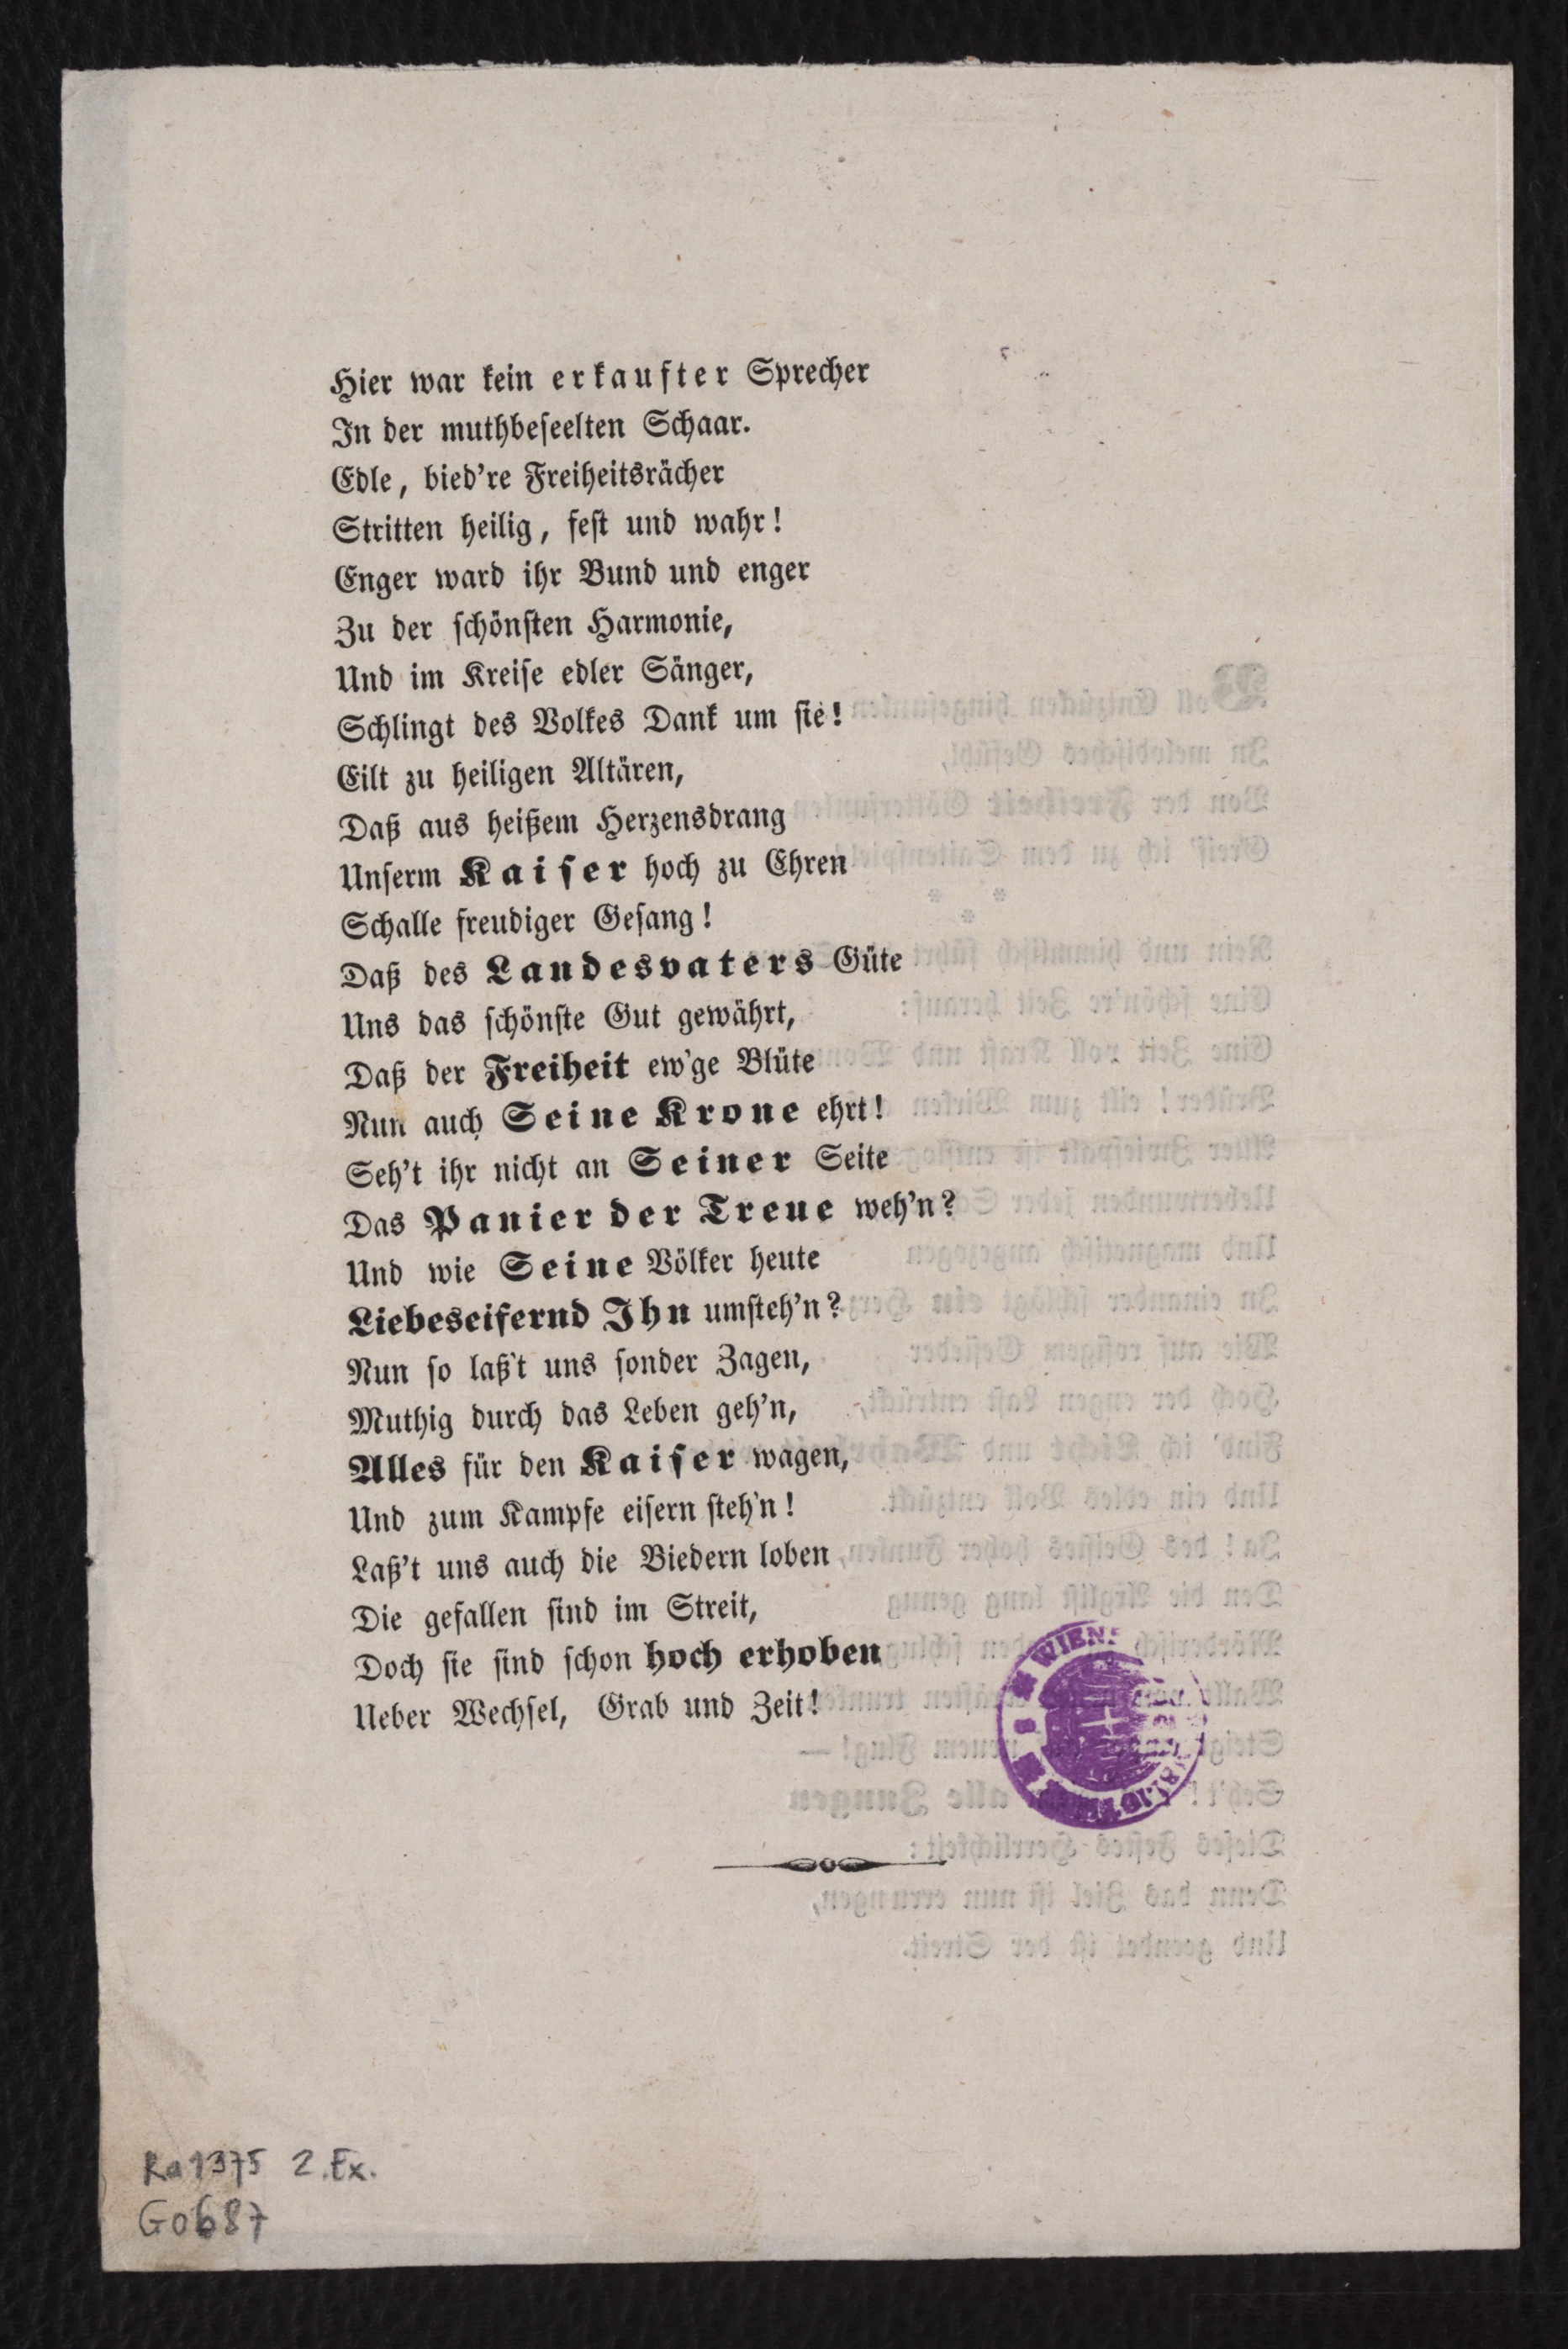 Hier war kein erkaufter Sprecher
In der muthbeseelten Schaar.
Edle, bied're Freiheitsrächer
Stritten heilig, fest und wahr!
Enger ward ihr Bund und enger
Zu der schönsten Harmonie,
Und im Kreise edler Sänger,
Schlingt des Volkes Dank um sie!
Eilt zu heiligen Altären,
Daß aus heißem Herzensdrang
Unserm Kaiser hoch zu Ehren
Schalle freudiger Gesang!
Daß des Landesvaters Güte
Uns das schönste Gut gewährt,
Daß der Freiheit ew'ge Blüte
Nun auch Seine Krone ehrt!
Seh't ihr nicht an Seiner Seite
Das Panier der Treue weh'n?
Und wie Seine Völker heute
Liebeseifernd Ihn umsteh'n?
Nun so laß't uns sonder Zagen,
Muthig durch das Leben geh'n,
Alles für den Kaiser wagen,
Und zum Kampfe eisern steh'n!
Laß't uns auch die Biedern loben
Die gefallen sind im Streit,
Doch sie sind schon hoch erhoben
Ueber Wechsel, Grab und Zeit!
WIEN
Ra 1375 2. Ex.
G0687